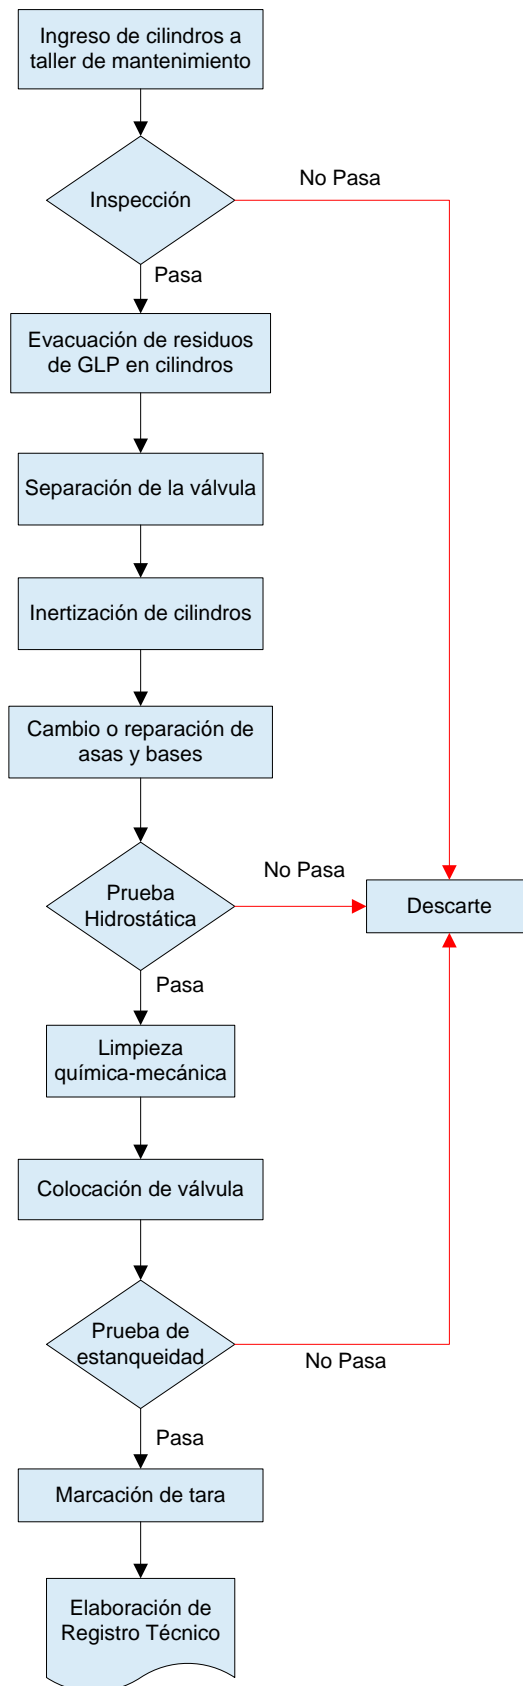 Ingreso de cilindros a
taller de mantenimiento
Inspección
No Pasa
Pasa
Evacuación de residuos
de GLP en cilindros
Separación de la válvula
Inertización de cilindros
Cambio o reparación de
asas y bases
Prueba
Hidrostática
No Pasa
Descarte
Pasa
Limpieza
química-mecánica
Colocación de válvula
Prueba de
estanqueidad
No Pasa
Pasa
Marcación de tara
Elaboración de
Registro Técnico